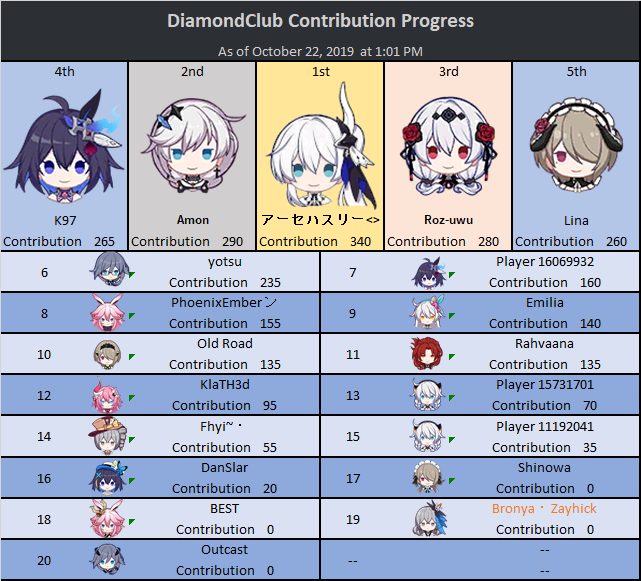 DiamondClub Contribution Progress
As of October 22, 2019 at 1:01 PM
4th 2nd 1st 3rd 5th
K97 Amon アーセハスリー<> Roz-uwu Lina
Contribution 265 Contribution 290 Contribution 340 Contribution 280 Contribution 260
6 yotsu
Contribution 235
7 Player 16069932
Contribution 160
8 PhoenixEmberン
Contribution 155
9 Emilia
Contribution 140
10 Old Road
Contribution 135
11 Rahvaana
Contribution 135
12 KlaTH3d
Contribution 95
13 Player 15731701
Contribution 70
14 Fhyi~・
Contribution 55
15 Player 11192041
Contribution 35
16 DanSlar
Contribution 20
17 Shinowa
Contribution 0
18 BEST
Contribution 0
19 Bronya・Zayhick
Contribution 0
20 Outcast
Contribution 0
-- --
--